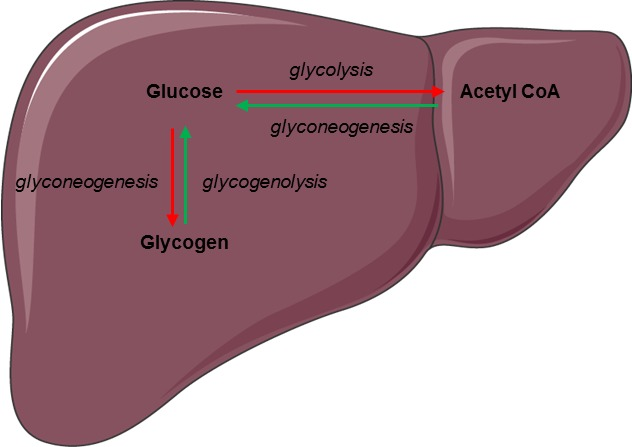 glycolysis
Glucose
Acetyl CoA
glyconeogenesis
glyconeogenesis
glycogenolysis
Glycogen